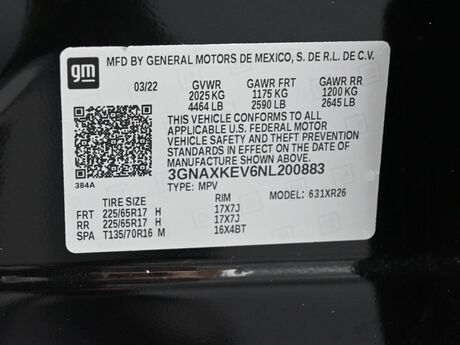 gm
MFD BY GENERAL MOTORS DE MEXICO, S. DE R.L. DE C.V.
03/22 GVWR GAWR FRT GAWR RR
2025 KG 1175 KG 1200 KG
4464 LB 2590 LB 2645 LB
THIS VEHICLE CONFORMS TO ALL
APPLICABLE U.S. FEDERAL MOTOR
VEHICLE SAFETY AND THEFT PREVENTION
STANDARDS IN EFFECT ON THE DATE OF
MANUFACTURE SHOWN ABOVE.
3GNAXKEV6NL200883
384A
TYPE: MPV MODEL: 631XR26
TIRE SIZE RIM
FRT 225/65R17 H 17X7J
RR 225/65R17 H 17X7J
SPA T135/70R16 M 16X4BT